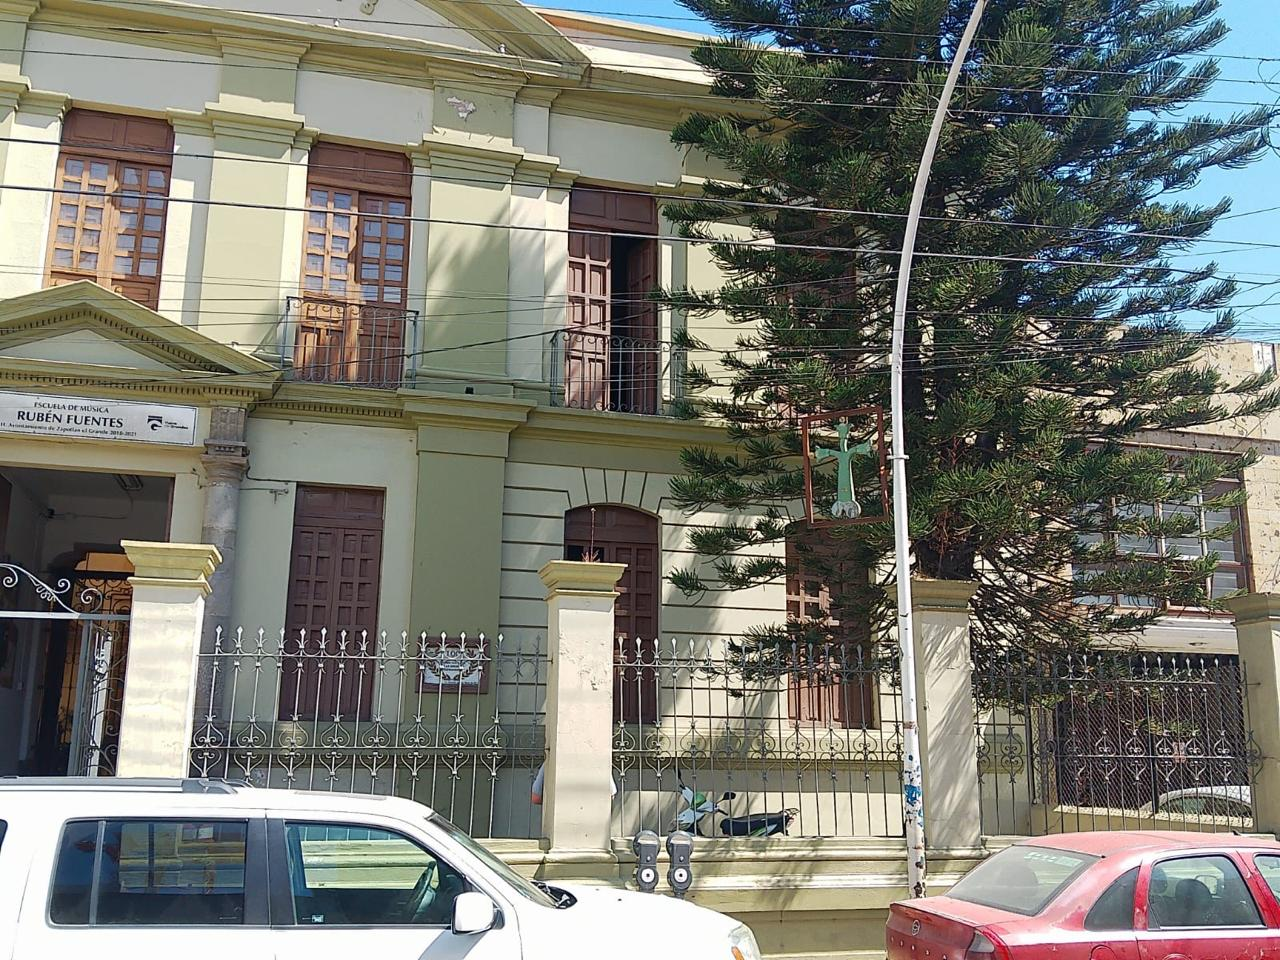 ESCUELA DE MÚSICA
RUBÉN FUENTES
H. Ayuntamiento de Zapotlán el Grande 2018-2021